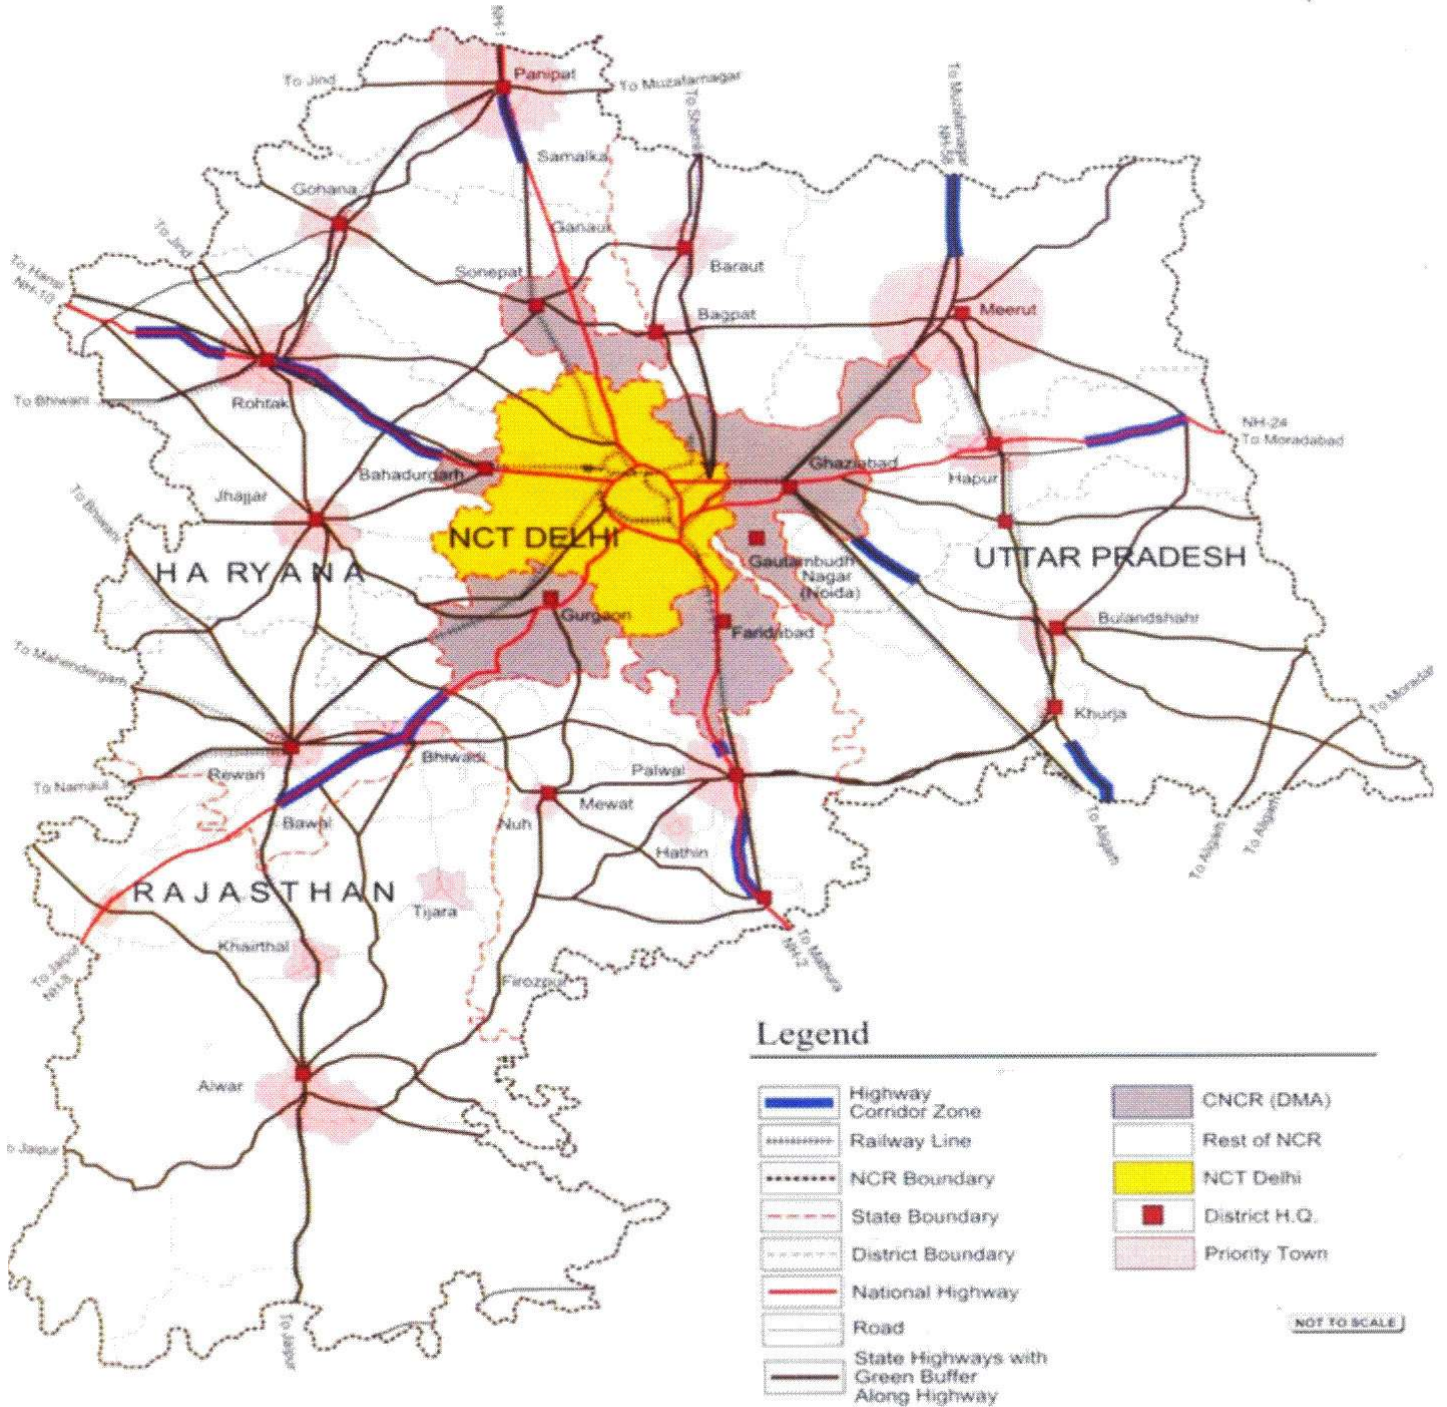 NH-1
Panipat
To Jind
To Muzafarnagar
To Muzafarnagar
NH-58
Samalka
Gohana
To Jind
Ganaur
To Hansi
NH-10
Sonepat
Baraut
Bagpat
Meerut
To Bhiwani
Rohtak
NH-24
To Moradabad
Bahadurgarh
Ghaziabad
Hapur
Jhajjar
To Bhiwani
NCT DELHI
UTTAR PRADESH
HARYANA
Gautambudh
Nagar
(Noida)
Gurgaon
Faridabad
Bulandshahr
To Mahendergarh
To Moradar
Khurja
Rewari
Bhiwadi
Palwal
To Narnaul
Mewat
Bawal
Nuh
Hathin
To Aligarh
To Aligarh
To Aligarh
RAJASTHAN
Tijara
Khairthal
To Jaipur
NH-8
Firozpur
To Mathura
NH-2
Alwar
o Jaipur
To Jaipur
Legend
Highway
Corridor Zone
Railway Line
NCR Boundary
State Boundary
District Boundary
National Highway
Road
State Highways with
Green Buffer
Along Highway
CNCR (DMA)
Rest of NCR
NCT Delhi
District H.Q.
Priority Town
NOT TO SCALE